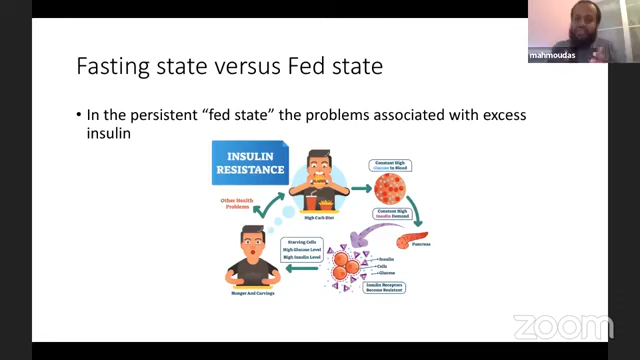 mahmoudas
Fasting state versus Fed state
• In the persistent “fed state” the problems associated with excess
insulin
INSULIN
RESISTANCE
Other Health
Problems
High Carb Diet
Constant High
Glucose In Blood
Constant High
Insulin Demand
Pancreas
Insulin
Cells
Glucose
Insulin Receptors
Become Resistant
Starving Cells
High Glucose Level
High Insulin Level
Hunger And Carvings
zoom